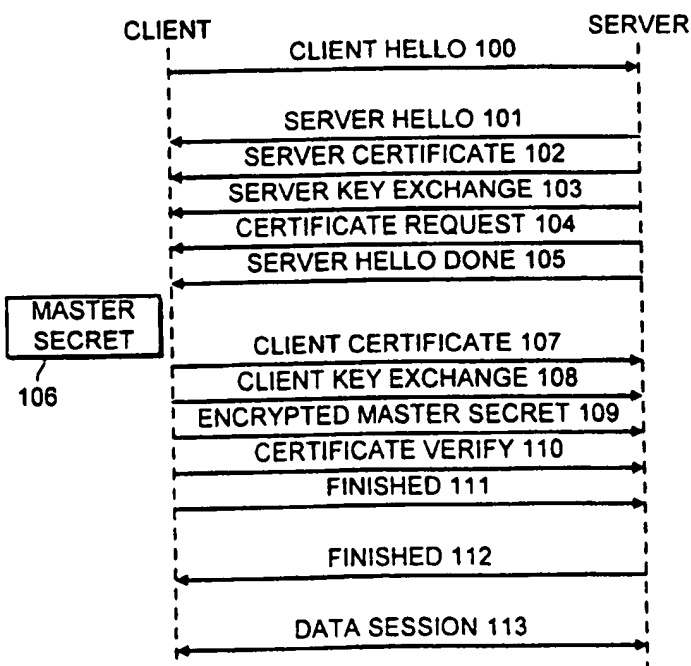 CLIENT
SERVER
CLIENT HELLO 100
SERVER HELLO 101
SERVER CERTIFICATE 102
SERVER KEY EXCHANGE 103
CERTIFICATE REQUEST 104
SERVER HELLO DONE 105
MASTER
SECRET
106
CLIENT CERTIFICATE 107
CLIENT KEY EXCHANGE 108
ENCRYPTED MASTER SECRET 109
CERTIFICATE VERIFY 110
FINISHED 111
FINISHED 112
DATA SESSION 113